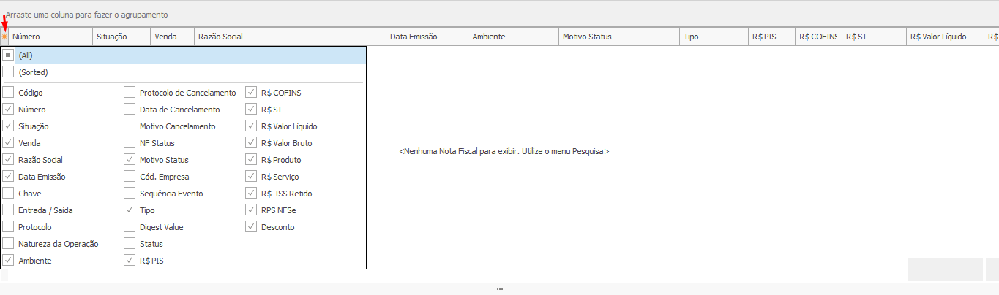 Arraste uma coluna para fazer o agrupamento
Número Situação Venda Razão Social Data Emissão Ambiente Motivo Status Tipo R$ PIS R$ COFINS R$ ST R$ Valor Líquido R$
(All)
(Sorted)
Código Protocolo de Cancelamento R$ COFINS
Número Data de Cancelamento R$ ST
Situação Motivo Cancelamento R$ Valor Líquido
Venda NF Status R$ Valor Bruto
Razão Social Motivo Status R$ Produto
Data Emissão Cód. Empresa R$ Serviço
Chave Sequência Evento R$ ISS Retido
Entrada / Saída Tipo RPS NFSe
Protocolo Digest Value Desconto
Natureza da Operação Status
Ambiente R$ PIS
<Nenhuma Nota Fiscal para exibir. Utilize o menu Pesquisa>
...